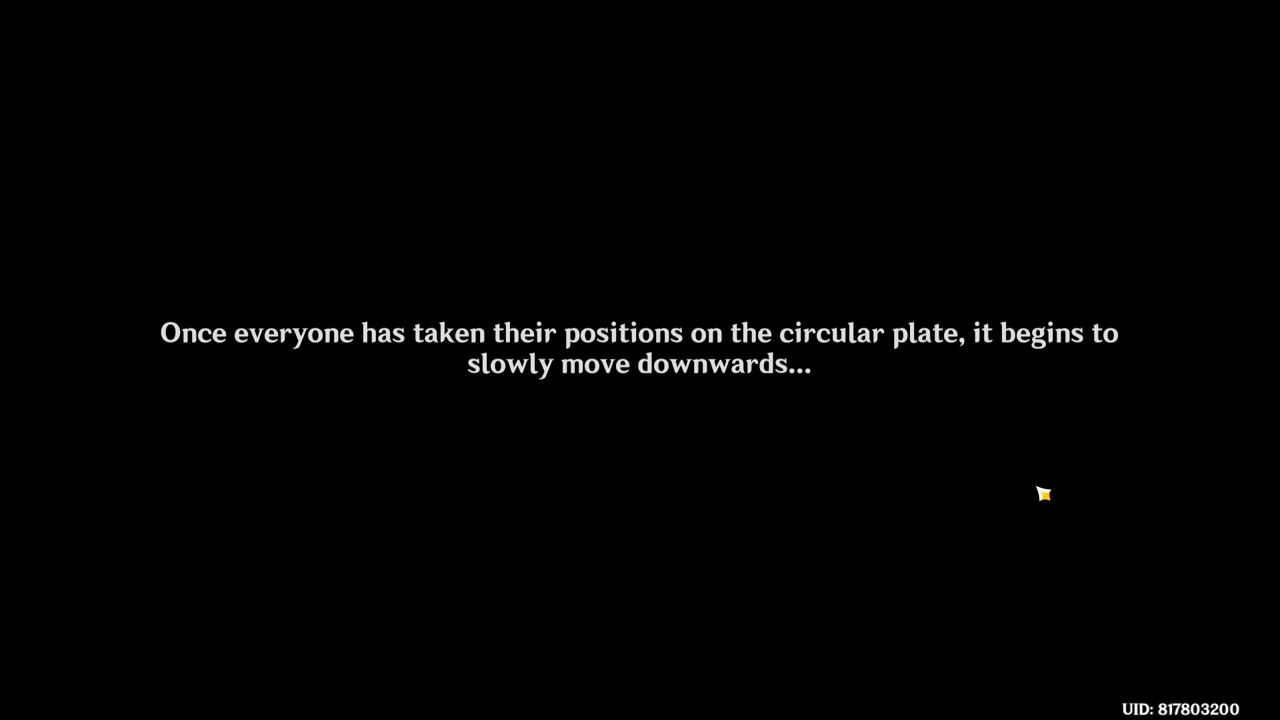 Once everyone has taken their positions on the circular plate, it begins to
slowly move downwards...
UID: 817803200